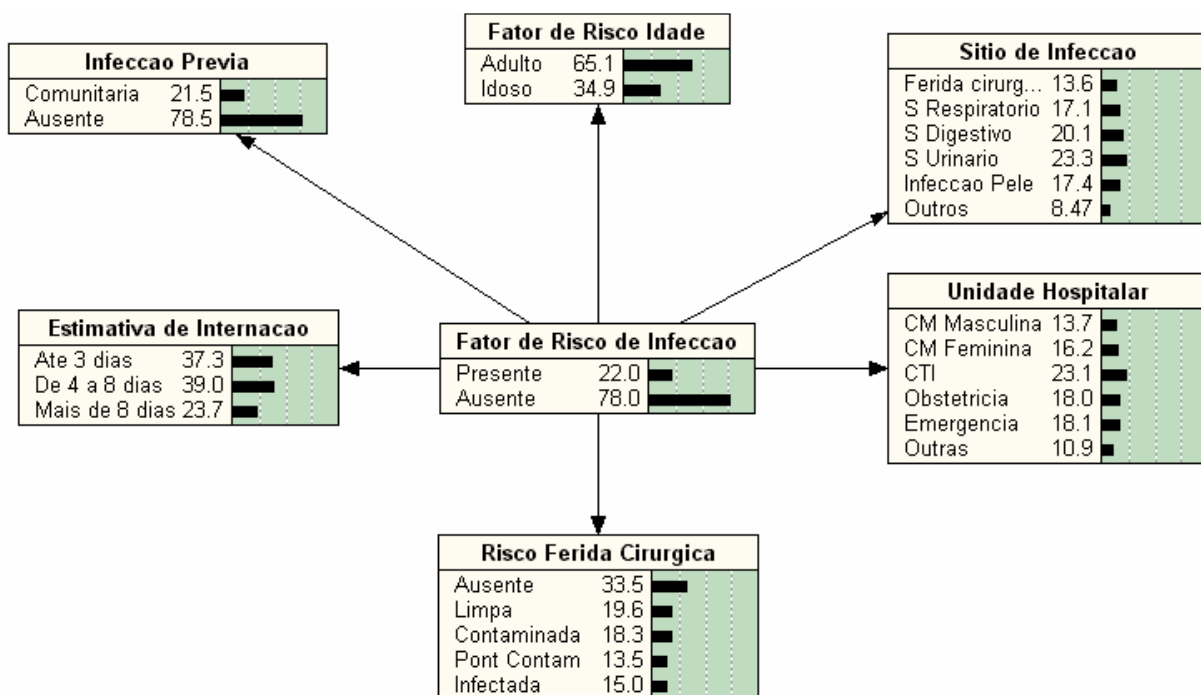 Infeccao Previa
Comunitaria 21.5
Ausente 78.5
Fator de Risco Idade
Adulto 65.1
Idoso 34.9
Sitio de Infeccao
Ferida cirurg... 13.6
S Respiratorio 17.1
S Digestivo 20.1
S Urinario 23.3
Infeccao Pele 17.4
Outros 8.47
Estimativa de Internacao
Ate 3 dias 37.3
De 4 a 8 dias 39.0
Mais de 8 dias 23.7
Fator de Risco de Infeccao
Presente 22.0
Ausente 78.0
Unidade Hospitalar
CM Masculina 13.7
CM Feminina 16.2
CTI 23.1
Obstetricia 18.0
Emergencia 18.1
Outras 10.9
Risco Ferida Cirurgica
Ausente 33.5
Limpa 19.6
Contaminada 18.3
Pont Contam 13.5
Infectada 15.0